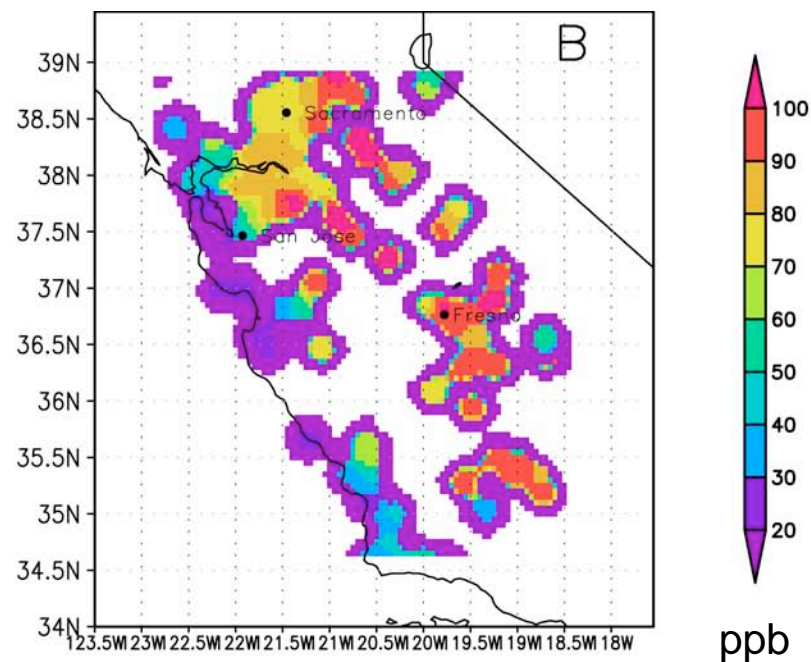 B
39N
38.5N
38N
37.5N
37N
36.5N
36N
35.5N
35N
34.5N
34N
123.5W 123W 122.5W 122W 121.5W 121W 120.5W 120W 119.5W 119W 118.5W 118W
Sacramento
San Jose
Fresno
100
90
80
70
60
50
40
30
20
ppb